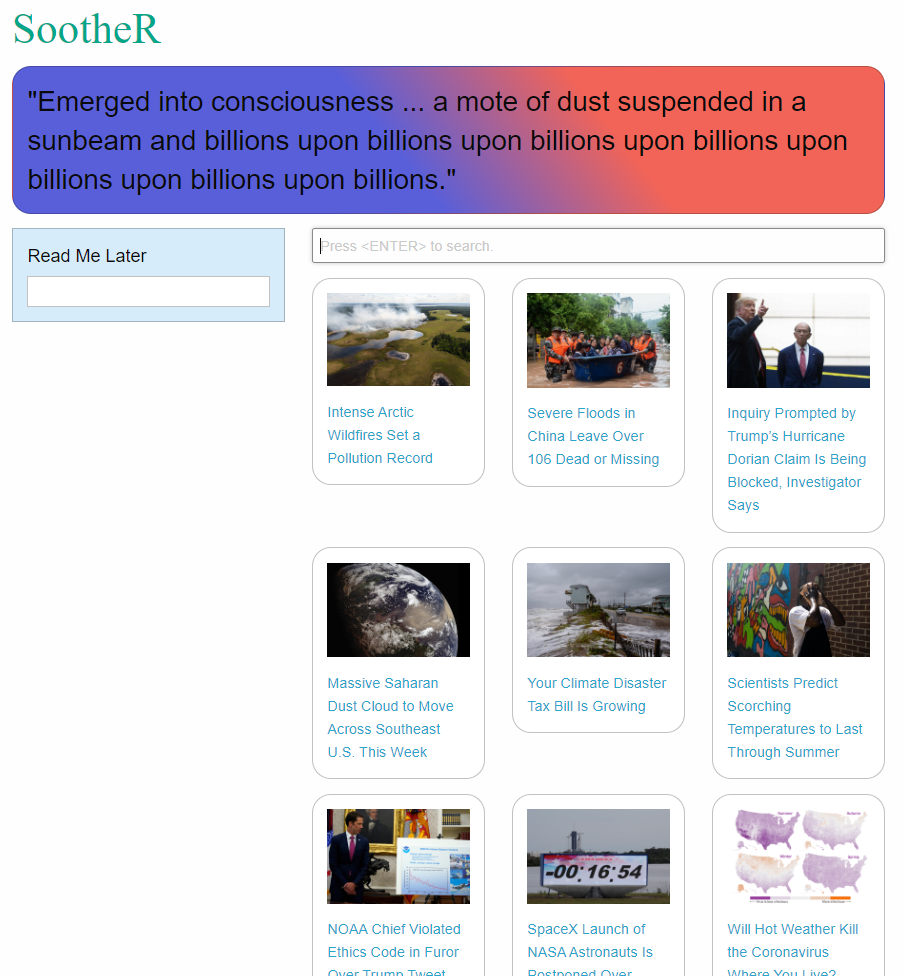 SootheR
"Emerged into consciousness ... a mote of dust suspended in a
sunbeam and billions upon billions upon billions upon billions upon
billions upon billions upon billions."
Read Me Later
Press <ENTER> to search.
Intense Arctic
Wildfires Set a
Pollution Record
Severe Floods in
China Leave Over
106 Dead or Missing
6
Inquiry Prompted by
Trump's Hurricane
Dorian Claim Is Being
Blocked, Investigator
Says
Massive Saharan
Dust Cloud to Move
Across Southeast
U.S. This Week
Your Climate Disaster
Tax Bill Is Growing
Scientists Predict
Scorching
Temperatures to Last
Through Summer
-00:16:54
NOAA Chief Violated
Ethics Code in Furor
Over Trump Tweet
SpaceX Launch of
NASA Astronauts Is
Postponed Over
Will Hot Weather Kill
the Coronavirus
Where You Live?